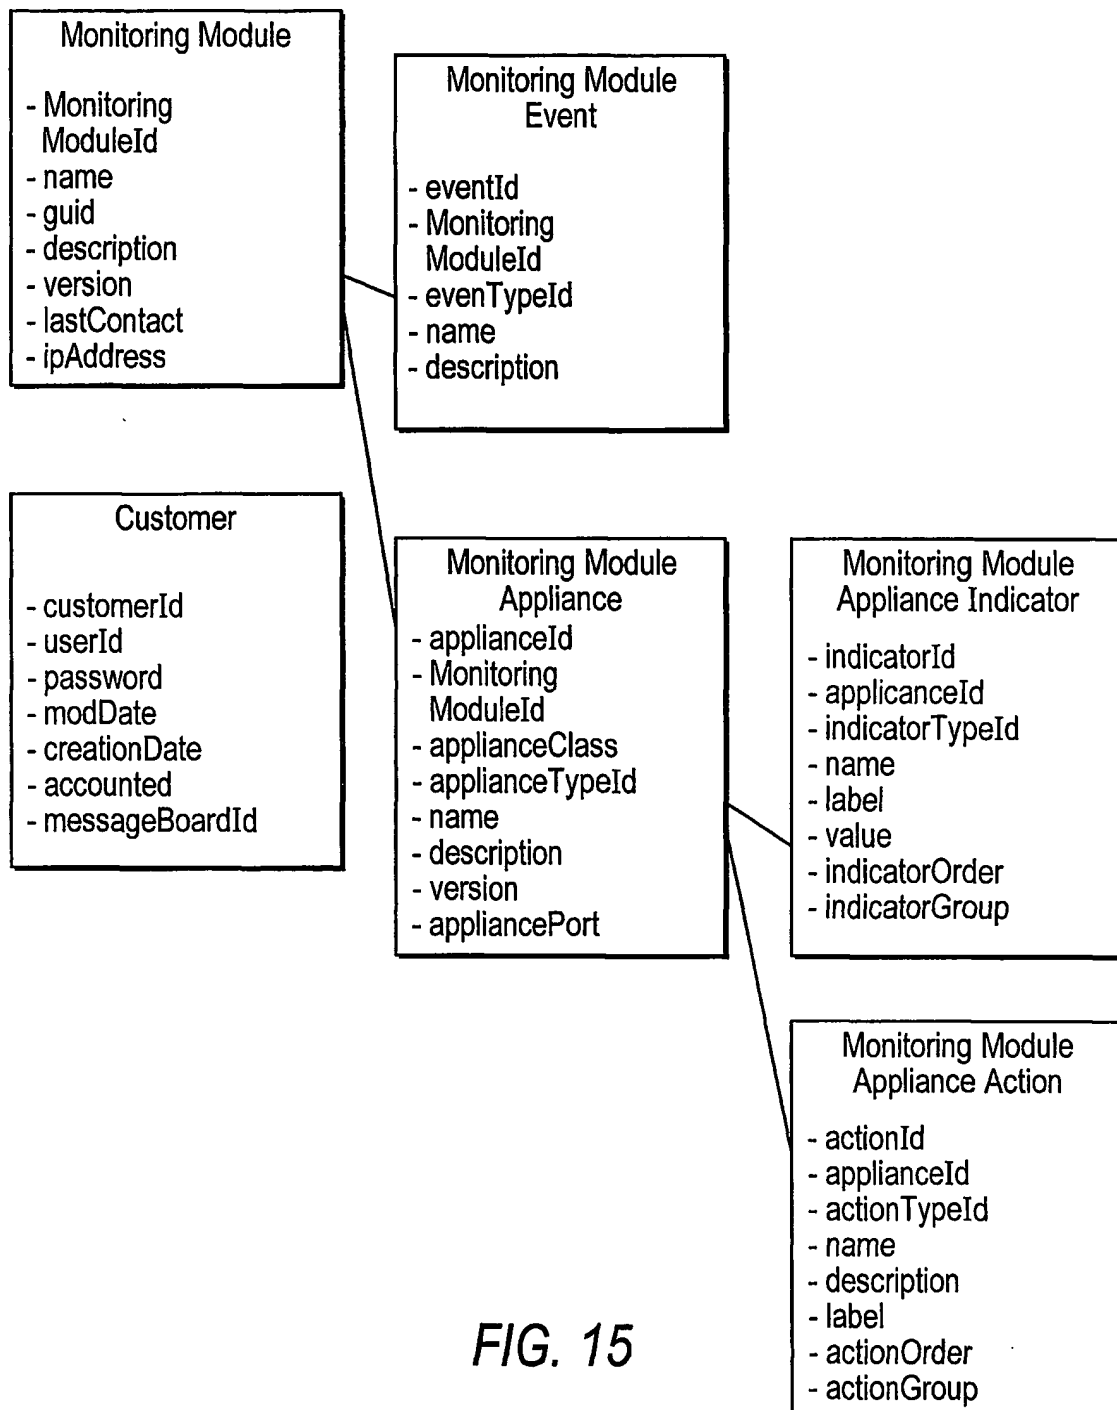 Monitoring Module
- Monitoring
ModuleId
- name
- guid
- description
- version
- lastContact
- ipAddress
Monitoring Module
Event
- eventId
- Monitoring
ModuleId
- evenTypeId
- name
- description
Customer
- customerId
- userId
- password
- modDate
- creationDate
- accounted
- messageBoardId
Monitoring Module
Appliance
- applianceId
- Monitoring
ModuleId
- applianceClass
- applianceTypeId
- name
- description
- version
- appliancePort
Monitoring Module
Appliance Indicator
- indicatorId
- applicanceId
- indicatorTypeId
- name
- label
- value
- indicatorOrder
- indicatorGroup
Monitoring Module
Appliance Action
- actionId
- applianceId
- actionTypeId
- name
- description
- label
- actionOrder
- actionGroup
FIG. 15